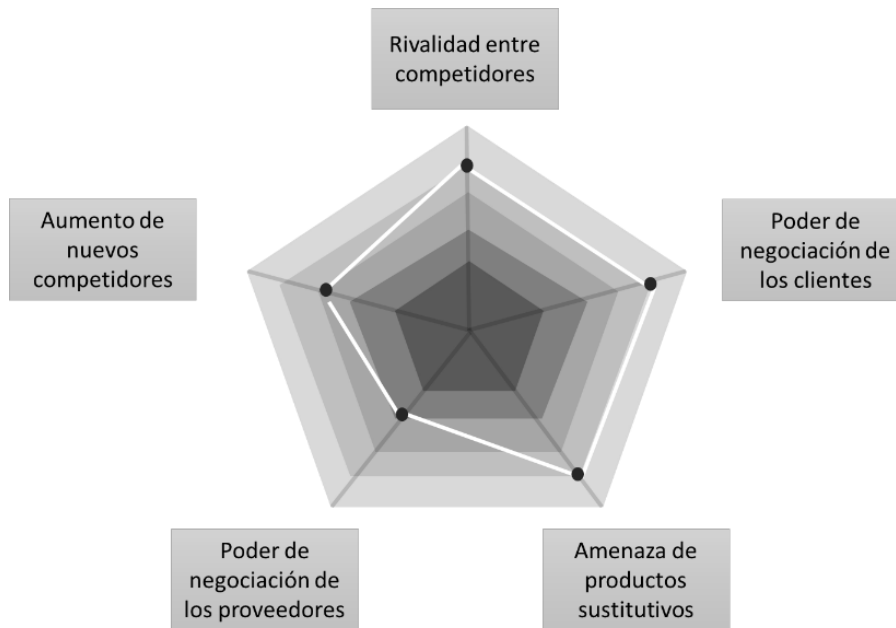 Rivalidad entre
competidores
Aumento de
nuevos
competidores
Poder de
negociación de
los clientes
Poder de
negociación de
los proveedores
Amenaza de
productos
sustitutivos